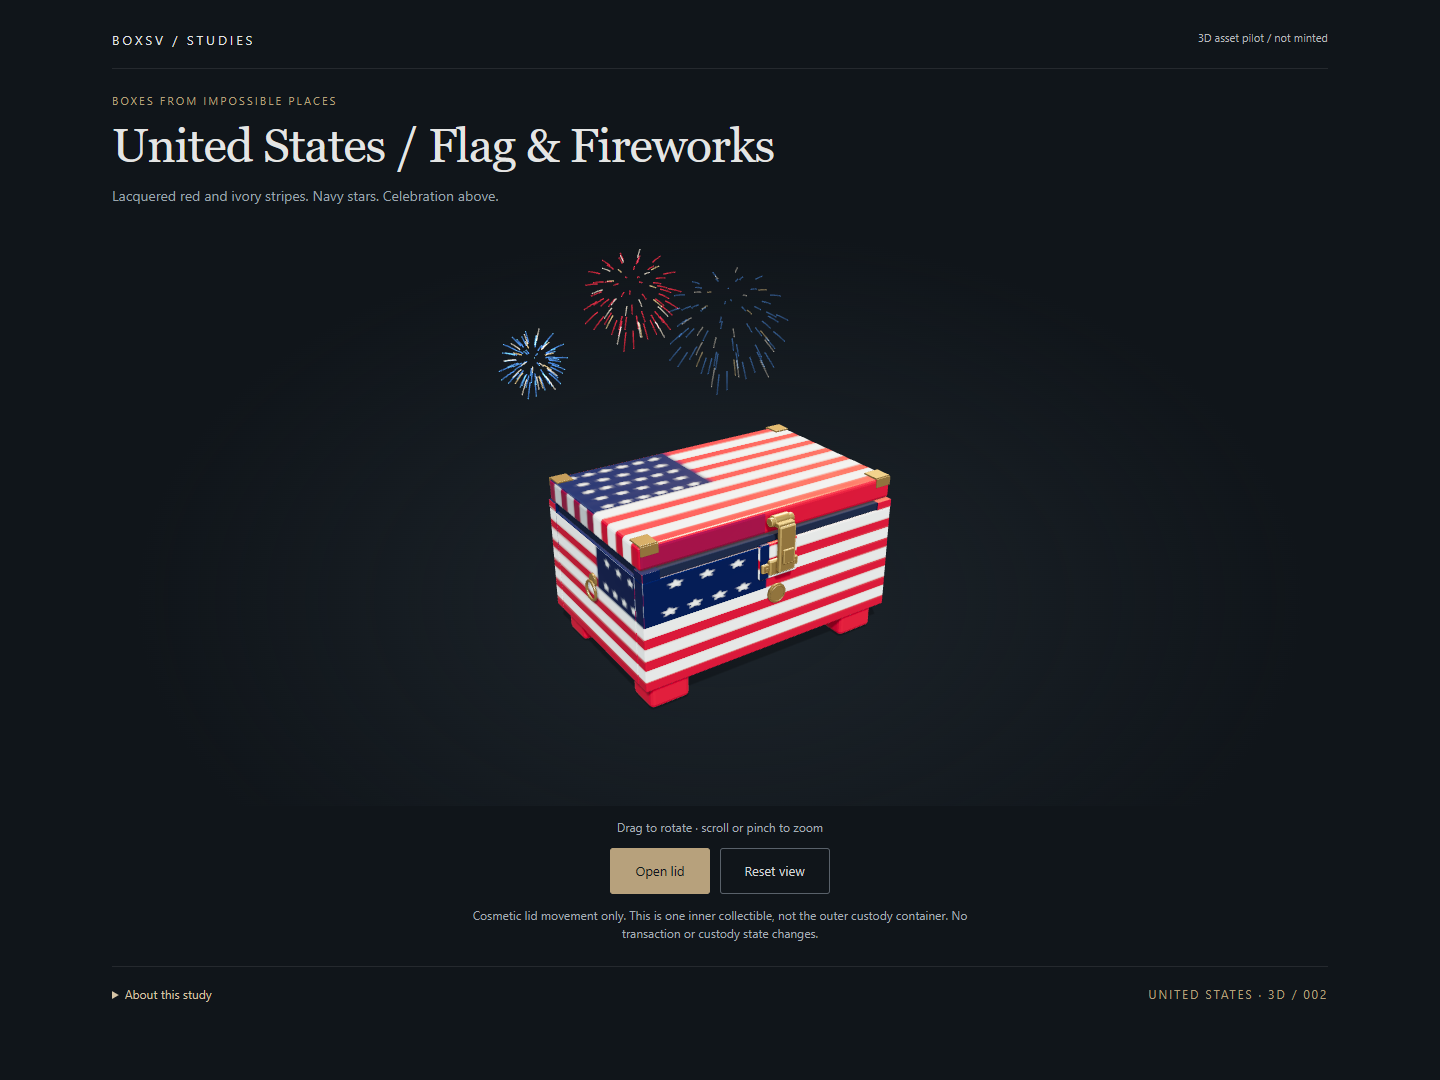 BOXSV / STUDIES
3D asset pilot / not minted
BOXES FROM IMPOSSIBLE PLACES
United States / Flag & Fireworks
Lacquered red and ivory stripes. Navy stars. Celebration above.
Drag to rotate · scroll or pinch to zoom
Open lid
Reset view
Cosmetic lid movement only. This is one inner collectible, not the outer custody container. No
transaction or custody state changes.
About this study
UNITED STATES · 3D / 002